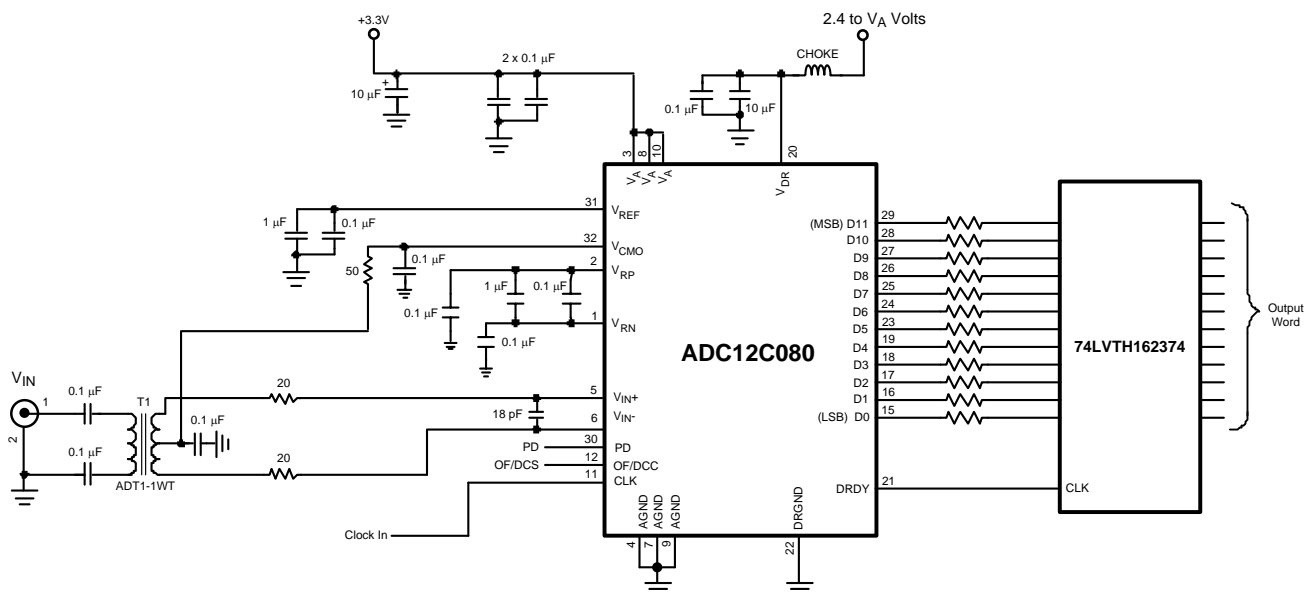 +3.3V
2.4 to VA Volts
CHOKE
2 x 0.1 µF
+
10 µF
0.1 µF
10 µF
3
8
10
20
VA
VA
VA
VDR
31
VREF
1 µF
0.1 µF
32
VCMO
50
0.1 µF
2
VRP
1 µF
0.1 µF
0.1 µF
1
VRN
0.1 µF
ADC12C080
(MSB) D11
29
D10
28
D9
27
D8
26
D7
25
D6
24
D5
23
D4
19
D3
18
D2
17
D1
16
(LSB) D0
15
74LVTH162374
Output
Word
VIN
1
2
0.1 µF
0.1 µF
T1
0.1 µF
ADT1-1WT
20
20
5
VIN+
18 pF
6
VIN-
PD
30
PD
OF/DCS
12
OF/DCC
11
CLK
Clock In
DRDY
21
CLK
AGND
AGND
AGND
DRGND
4
7
9
22